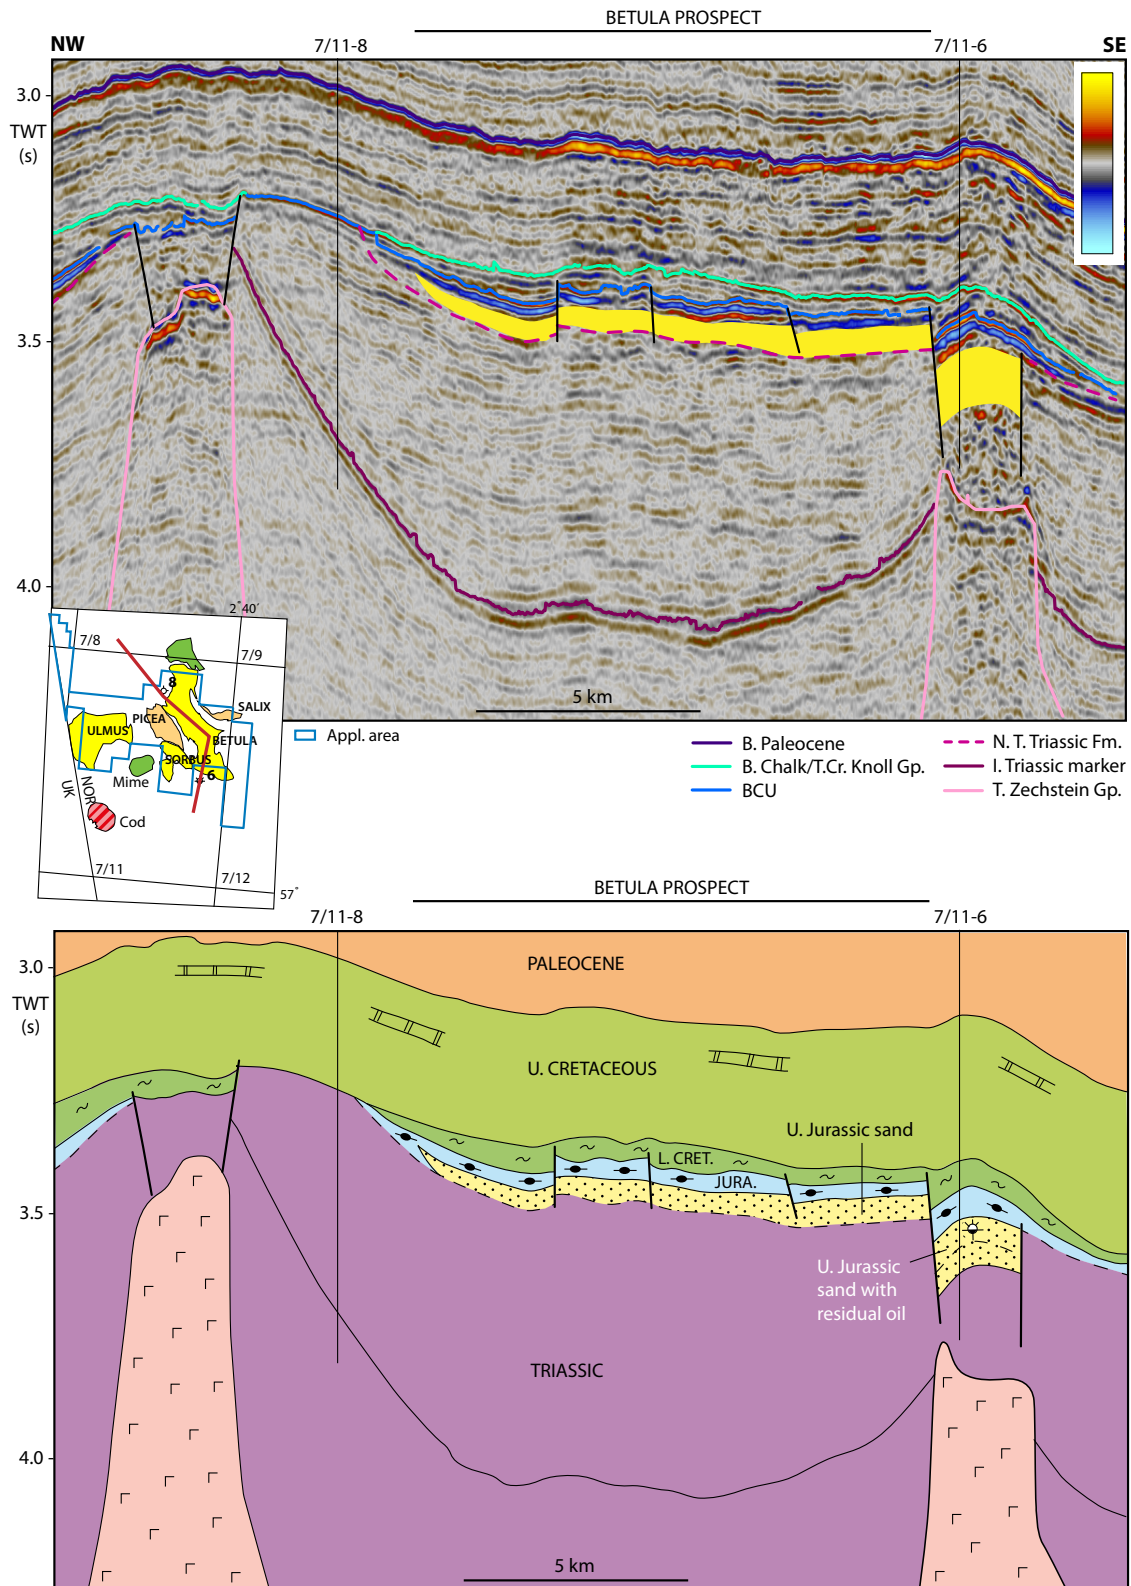 BETULA PROSPECT
NW
7/11-8
7/11-6
SE
3.0
TWT
(s)
3.5
4.0
5 km
2°40'
7/8
7/9
8
SALIX
PICEA
ULMUS
BETULA
SORBUS
6
Mime
UK
NOR
Cod
7/11
7/12
57°
Appl. area
B. Paleocene
B. Chalk/T.Cr. Knoll Gp.
BCU
N. T. Triassic Fm.
I. Triassic marker
T. Zechstein Gp.
BETULA PROSPECT
7/11-8
7/11-6
3.0
TWT
(s)
3.5
4.0
PALEOCENE
U. CRETACEOUS
U. Jurassic sand
L. CRET.
JURA.
U. Jurassic
sand with
residual oil
TRIASSIC
5 km